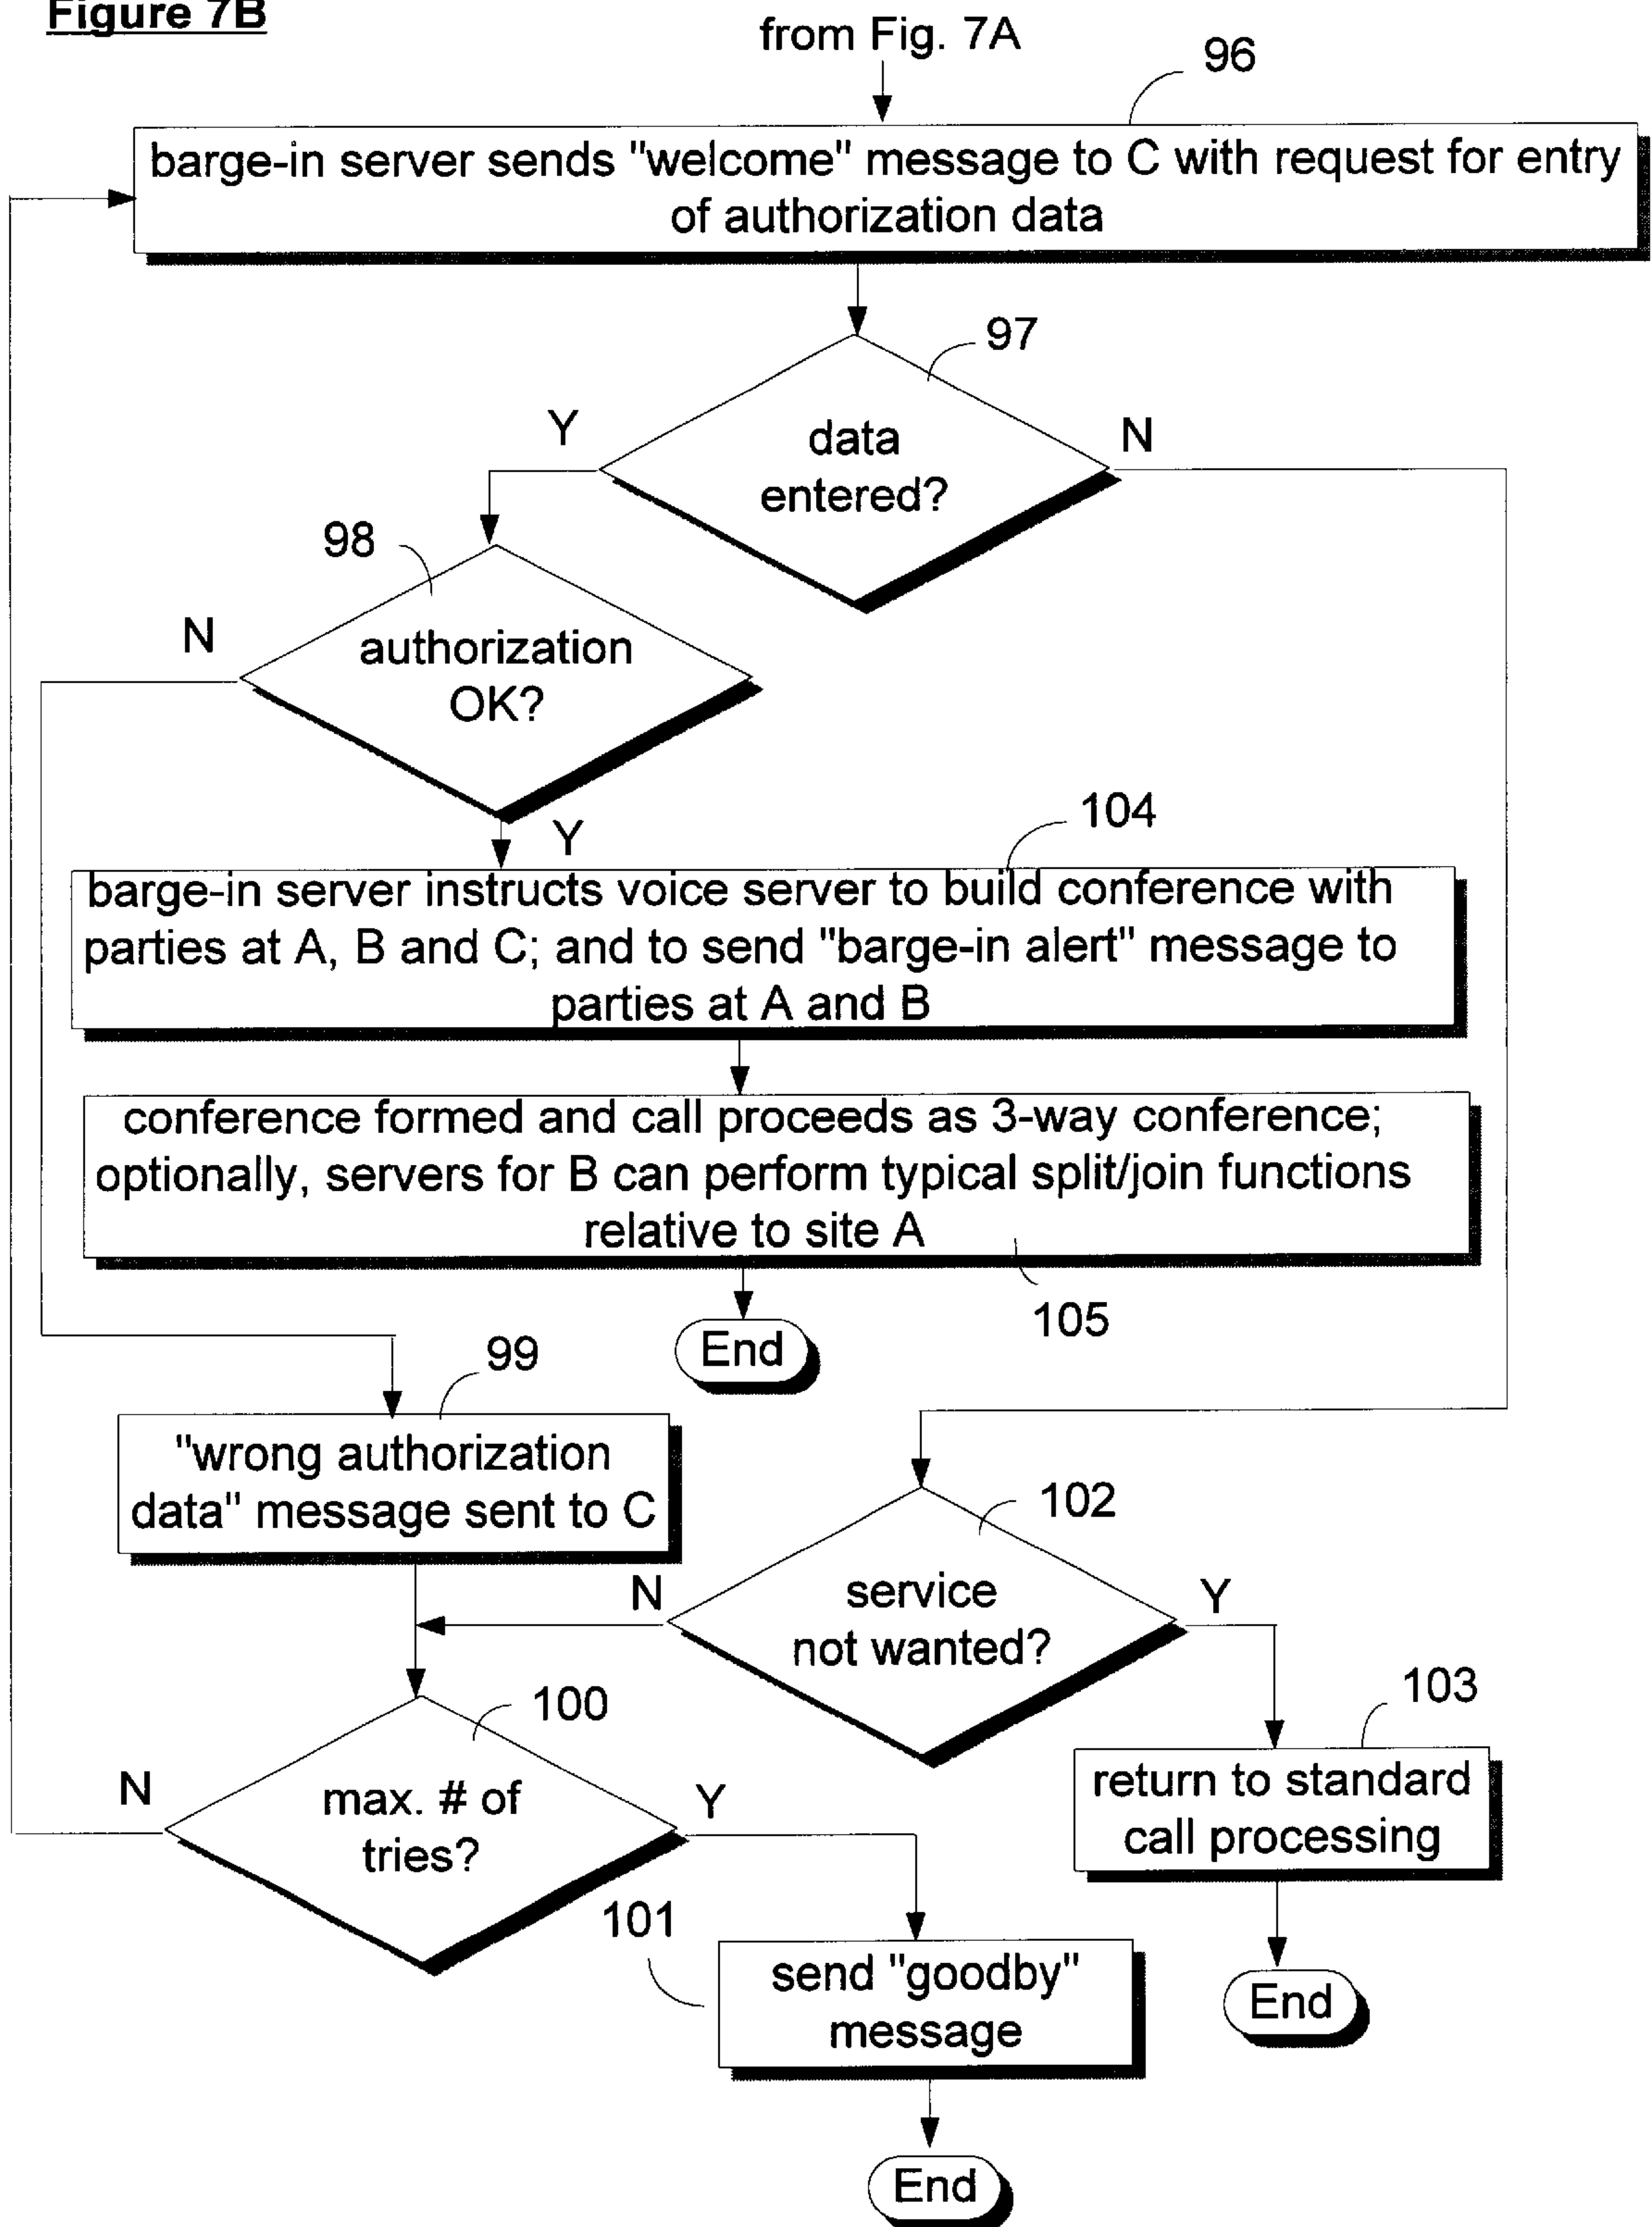 Figure 7B
from Fig. 7A
96
barge-in server sends "welcome" message to C with request for entry
of authorization data
97
Y
N
data
entered?
98
N
authorization
OK?
Y
104
barge-in server instructs voice server to build conference with
parties at A, B and C; and to send "barge-in alert" message to
parties at A and B
conference formed and call proceeds as 3-way conference;
optionally, servers for B can perform typical split/join functions
relative to site A
105
End
99
"wrong authorization
data" message sent to C
102
N
service
not wanted?
Y
100
103
N
max. # of
tries?
Y
return to standard
call processing
101
send "goodby"
message
End
End